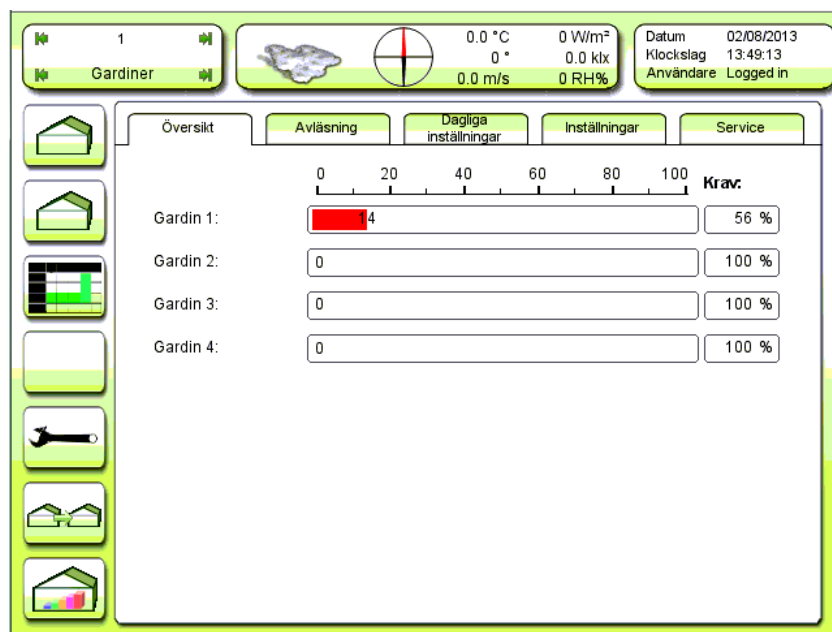 1
Gardiner
0.0 °C 0 W/m²
0 ° 0.0 klx
0.0 m/s 0 RH%
Datum 02/08/2013
Klockslag 13:49:13
Användare Logged in
Översikt Avläsning Dagliga inställningar Inställningar Service
0 20 40 60 80 100 Krav:
Gardin 1: 14 56 %
Gardin 2: 0 100 %
Gardin 3: 0 100 %
Gardin 4: 0 100 %